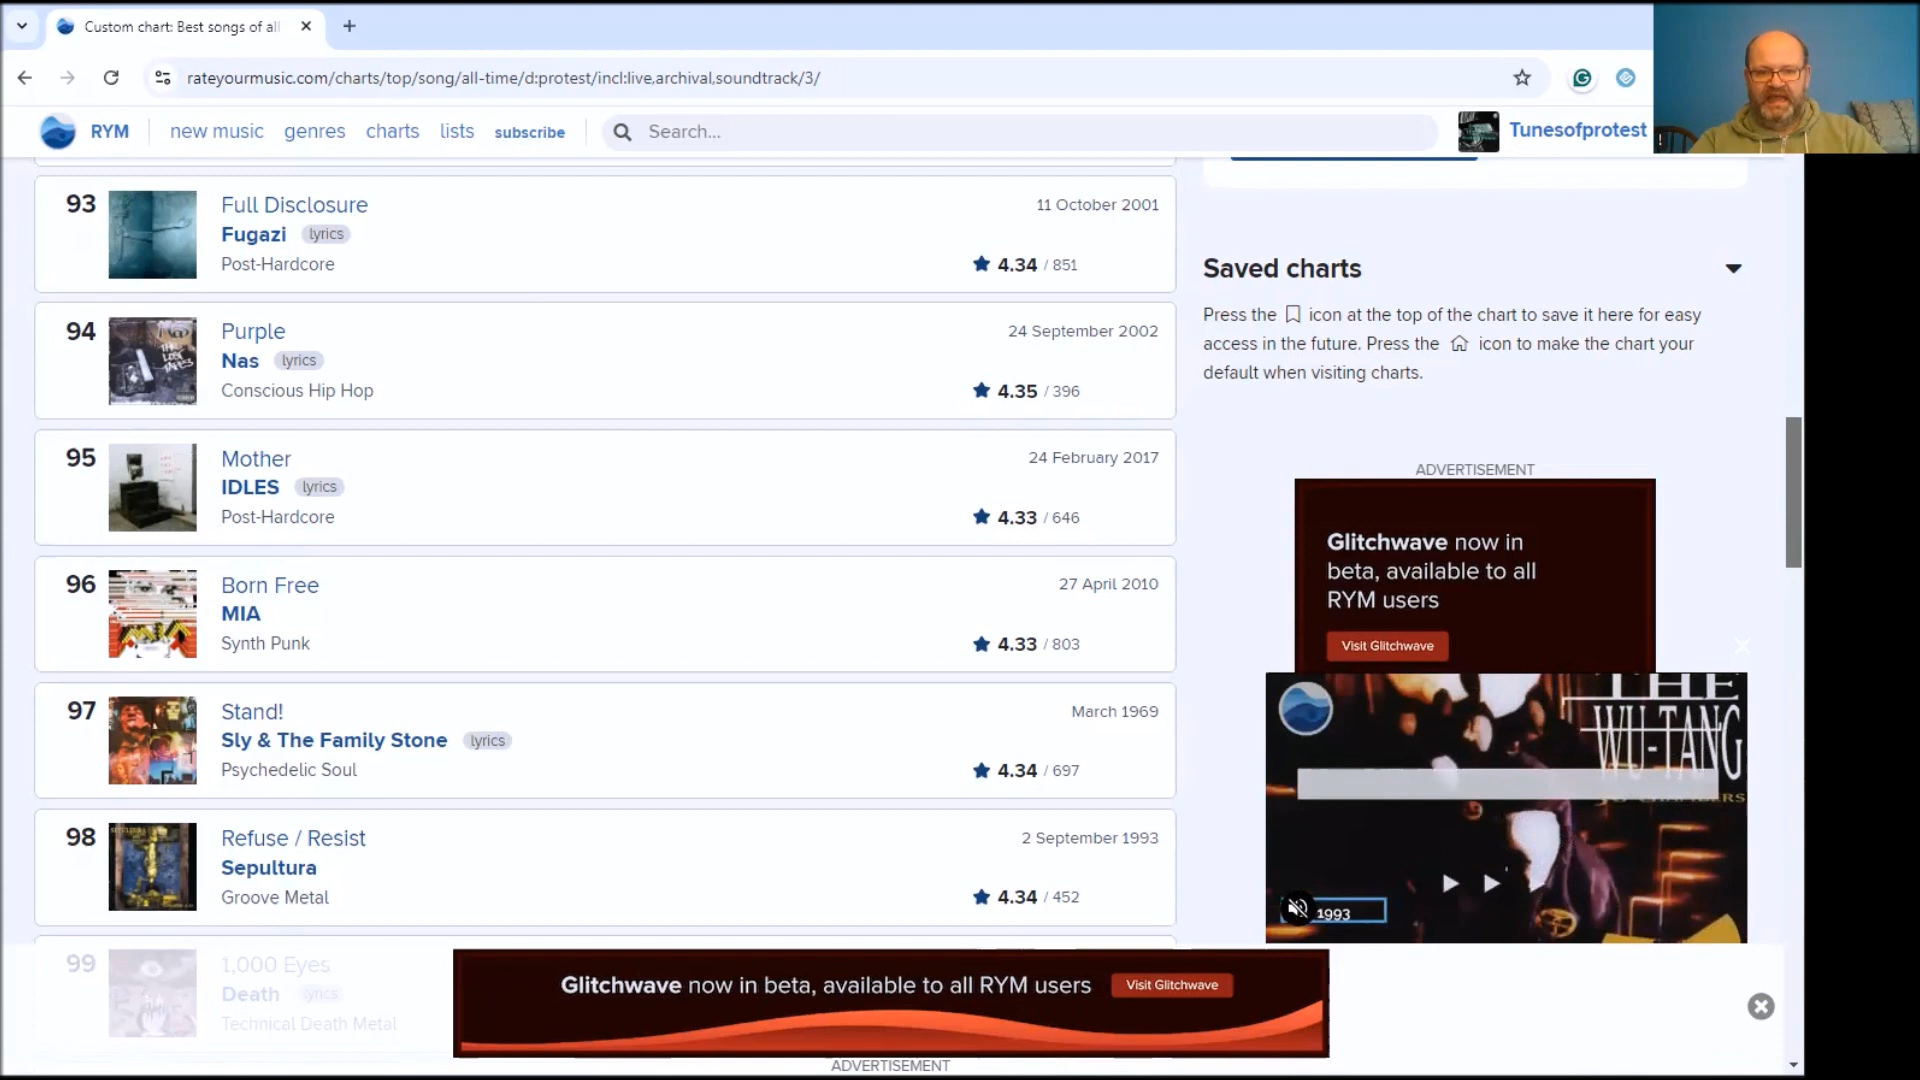 Custom chart: Best songs of all
rateyourmusic.com/charts/top/song/all-time/d:protest/incl:live,archival,soundtrack/3/
RYM new music genres charts lists subscribe Search... Tunesofprotest
93 Full Disclosure 11 October 2001
Fugazi lyrics
Post-Hardcore 4.34 / 851
94 Purple 24 September 2002
Nas lyrics
Conscious Hip Hop 4.35 / 396
95 Mother 24 February 2017
IDLES lyrics
Post-Hardcore 4.33 / 646
96 Born Free 27 April 2010
MIA
Synth Punk 4.33 / 803
97 Stand! March 1969
Sly & The Family Stone lyrics
Psychedelic Soul 4.34 / 697
98 Refuse / Resist 2 September 1993
Sepultura
Groove Metal 4.34 / 452
99 1,000 Eyes
Death lyrics
Technical Death Metal
Saved charts
Press the icon at the top of the chart to save it here for easy
access in the future. Press the icon to make the chart your
default when visiting charts.
ADVERTISEMENT
Glitchwave now in
beta, available to all
RYM users
Visit Glitchwave
THE
WU-TANG
1993
Glitchwave now in beta, available to all RYM users Visit Glitchwave
ADVERTISEMENT